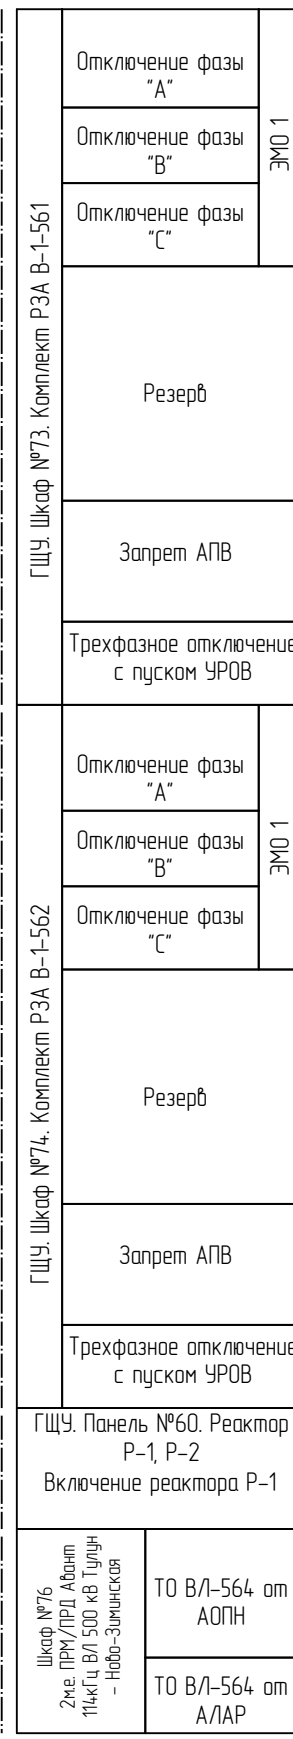 ГЩУ. Шкаф №73. Комплект РЗА В-1-561
Отключение фазы
"А"
Отключение фазы
"В"
Отключение фазы
"С"
ЭМО 1
Резерв
Запрет АПВ
Трехфазное отключение
с пуском УРОВ
ГЩУ. Шкаф №74. Комплект РЗА В-1-562
Отключение фазы
"А"
Отключение фазы
"В"
Отключение фазы
"С"
ЭМО 1
Резерв
Запрет АПВ
Трехфазное отключение
с пуском УРОВ
ГЩУ. Панель №60. Реактор
Р-1, Р-2
Включение реактора Р-1
Шкаф №76
2м.е. ПРМ/ПРД Авант
114кГц ВЛ 500 кВ Тулун
- Ново-Зиминская
ТО ВЛ-564 от
АОПН
ТО ВЛ-564 от
АЛАР